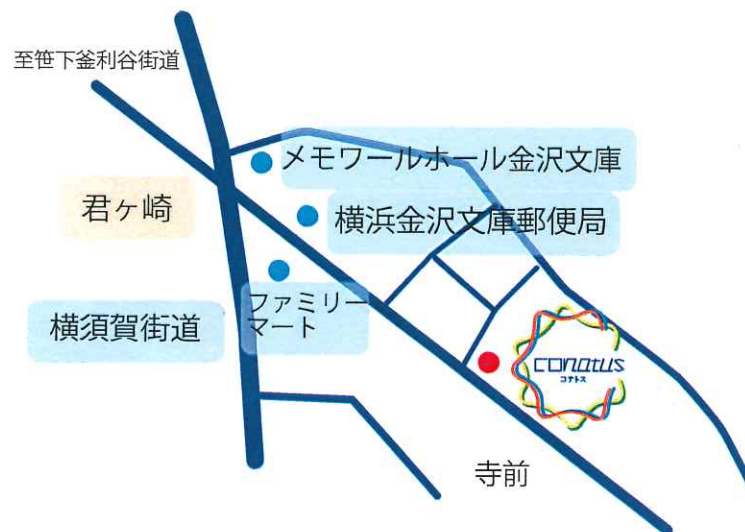 至笹下釜利谷街道
メモワールホール金沢文庫
君ヶ崎
横浜金沢文庫郵便局
横須賀街道
ファミリー
マート
conatus
コナトス
寺前